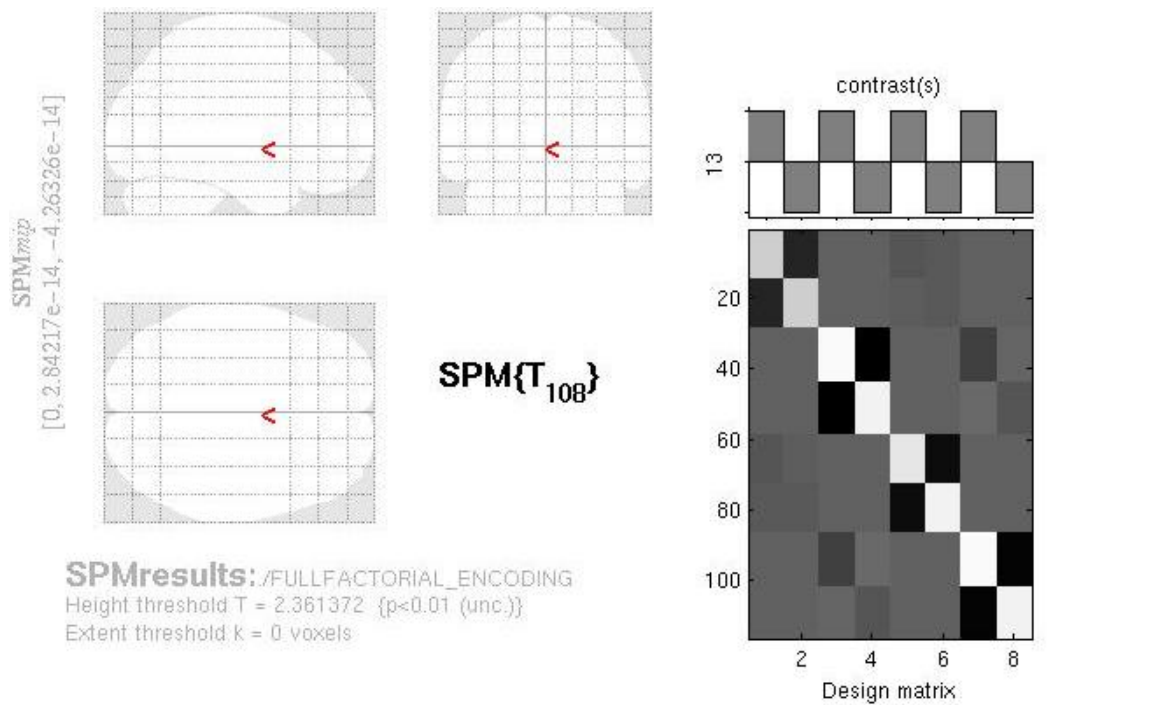 SPMmip
[0, 2.84217e-14, -4.26326e-14]
SPM{T108}
SPMresults: ./FULLFACTORIAL_ENCODING
Height threshold T = 2.361372 {p<0.01 (unc.)}
Extent threshold k = 0 voxels
contrast(s)
13
20
40
60
80
100
2 4 6 8
Design matrix